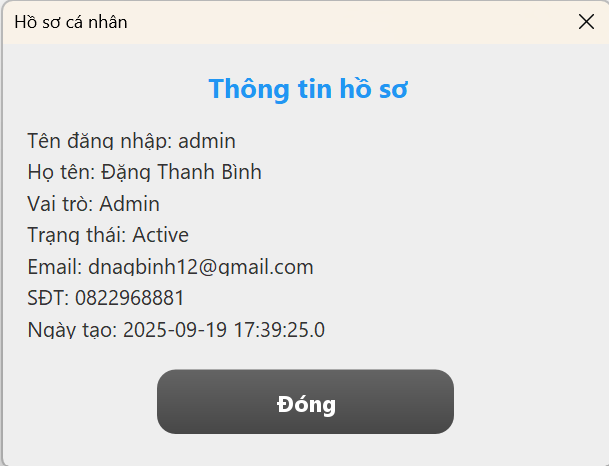 Hồ sơ cá nhân
Thông tin hồ sơ
Tên đăng nhập: admin
Họ tên: Đặng Thanh Bình
Vai trò: Admin
Trạng thái: Active
Email: dnagbinh12@gmail.com
SĐT: 0822968881
Ngày tạo: 2025-09-19 17:39:25.0
Đóng